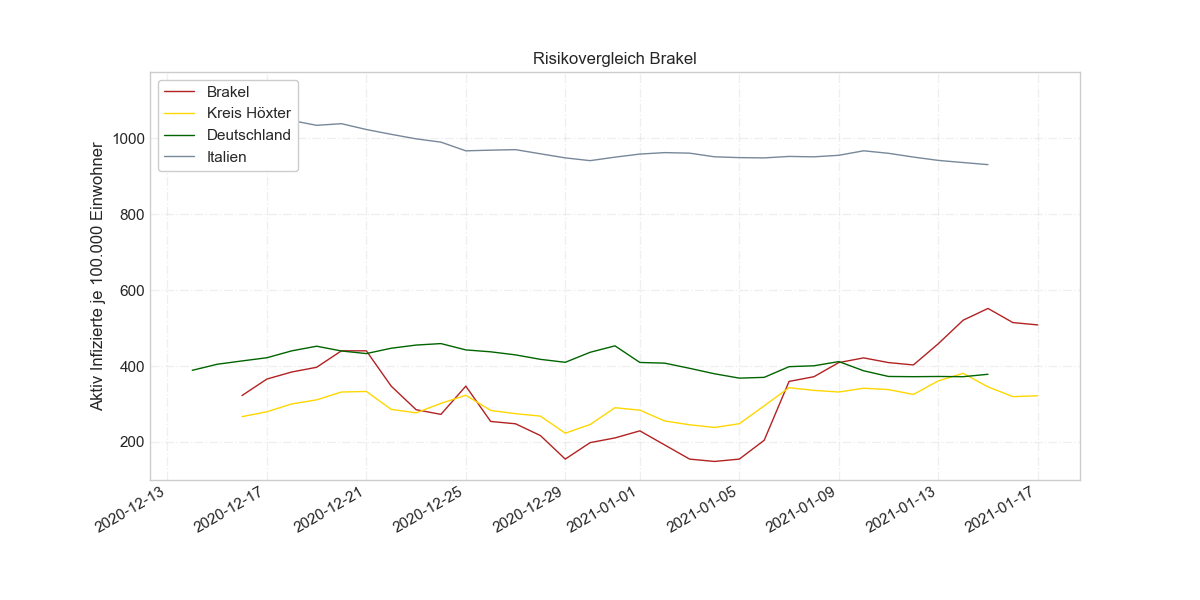 Risikovergleich Brakel
Brakel
Kreis Höxter
Deutschland
Italien
Aktiv Infizierte je 100.000 Einwohner
1000
800
600
400
200
2020-12-13
2020-12-17
2020-12-21
2020-12-25
2020-12-29
2021-01-01
2021-01-05
2021-01-09
2021-01-13
2021-01-17